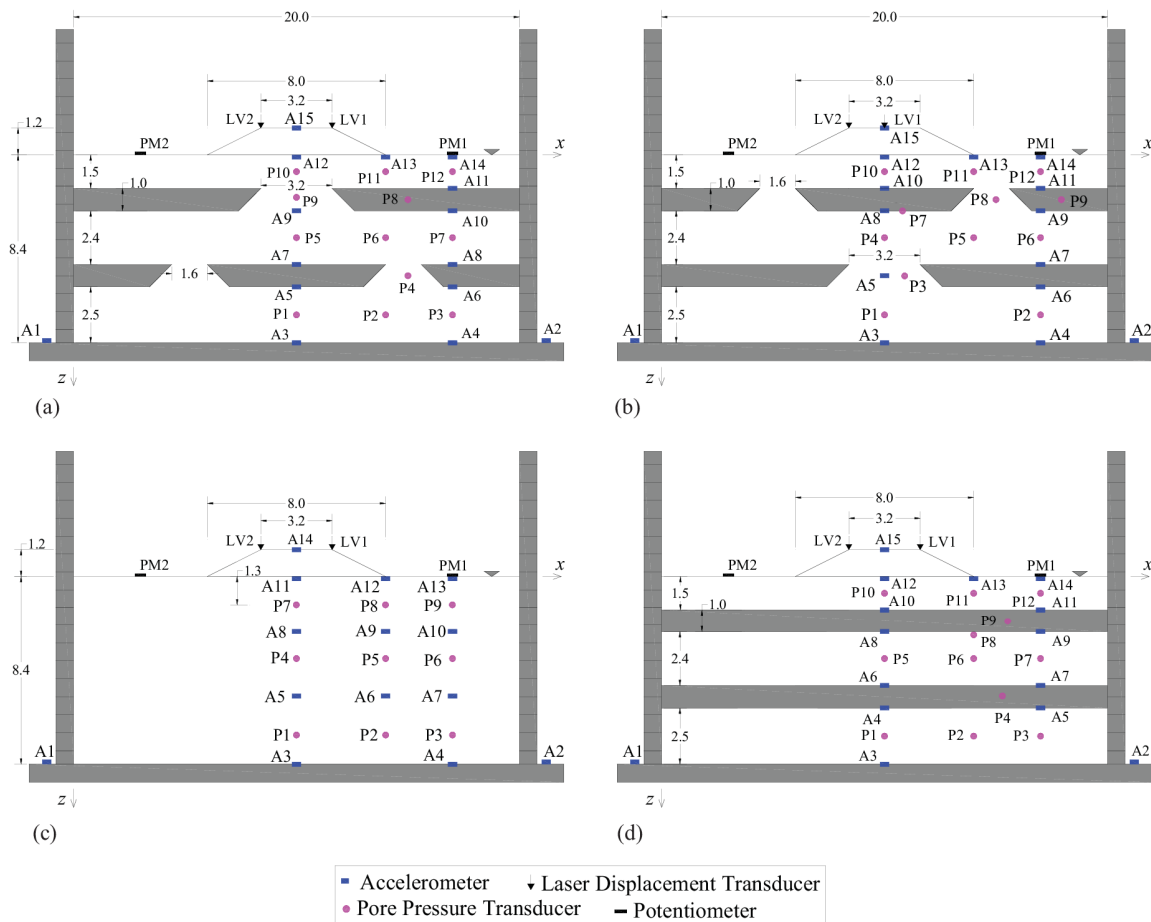 20.0
8.0
3.2
LV2 A15 LV1
1.2
PM2 PM1 x
A12 A13 A14
1.5 P10 P11 P12
1.0 3.2 A11
P9 P8
A9 A10
8.4 2.4 P5 P6 P7
A7 A8
1.6 P4
A5 A6
2.5 P1 P2 P3
A1 A3 A4 A2
z
(a)
20.0
8.0
3.2
LV2 LV1
A15
PM2 PM1 x
A12 A13 A14
1.5 P10 P11 P12
1.0 1.6 A10 A11
P8 P9
A8 P7 A9
2.4 P4 P5 P6
3.2 A7
A5 P3
A6
2.5 P1 P2
A1 A3 A4 A2
z
(b)
8.0
3.2
LV2 A14 LV1
1.2
PM2 1.3 PM1 x
A11 A12 A13
P7 P8 P9
A8 A9 A10
8.4 P4 P5 P6
A5 A6 A7
P1 P2 P3
A1 A3 A4 A2
z
(c)
8.0
3.2
LV2 A15 LV1
PM2 PM1 x
A12 A13 A14
1.5 P10 P11 P12
1.0 A10 A11
P9
A8 P8 A9
2.4 P5 P6 P7
A6 A7
P4
A4 A5
2.5 P1 P2 P3
A1 A3 A4 A2
z
(d)
Accelerometer Laser Displacement Transducer
Pore Pressure Transducer Potentiometer